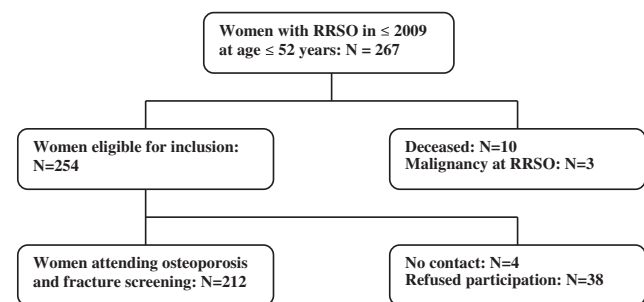 Women with RRSO in ≤ 2009
at age ≤ 52 years: N = 267
Women eligible for inclusion:
N=254
Deceased: N=10
Malignancy at RRSO: N=3
Women attending osteoporosis
and fracture screening: N=212
No contact: N=4
Refused participation: N=38